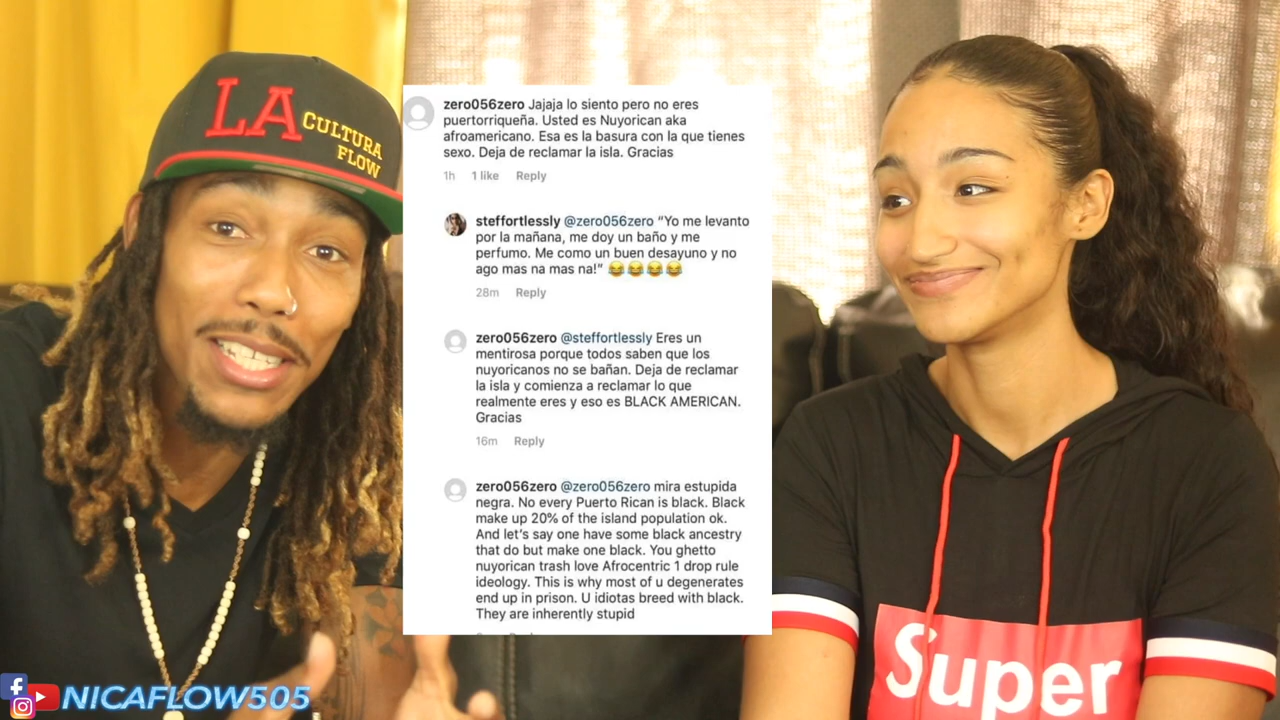 LA
CULTURA
FLOW
zero056zero Jajaja lo siento pero no eres
puertorriqueña. Usted es Nuyorican aka
afroamericano. Esa es la basura con la que tienes
sexo. Deja de reclamar la isla. Gracias
1h 1 like Reply
steffortlessly @zero056zero "Yo me levanto
por la mañana, me doy un baño y me
perfumo. Me como un buen desayuno y no
ago mas na mas na!" 😂😂😂😂
28m Reply
zero056zero @steffortlessly Eres un
mentirosa porque todos saben que los
nuyoricanos no se bañan. Deja de reclamar
la isla y comienza a reclamar lo que
realmente eres y eso es BLACK AMERICAN.
Gracias
16m Reply
zero056zero @zero056zero mira estupida
negra. No every Puerto Rican is black. Black
make up 20% of the island population ok.
And let's say one have some black ancestry
that do but make one black. You ghetto
nuyorican trash love Afrocentric 1 drop rule
ideology. This is why most of u degenerates
end up in prison. U idiotas breed with black.
They are inherently stupid
Super
NICAFLOW505